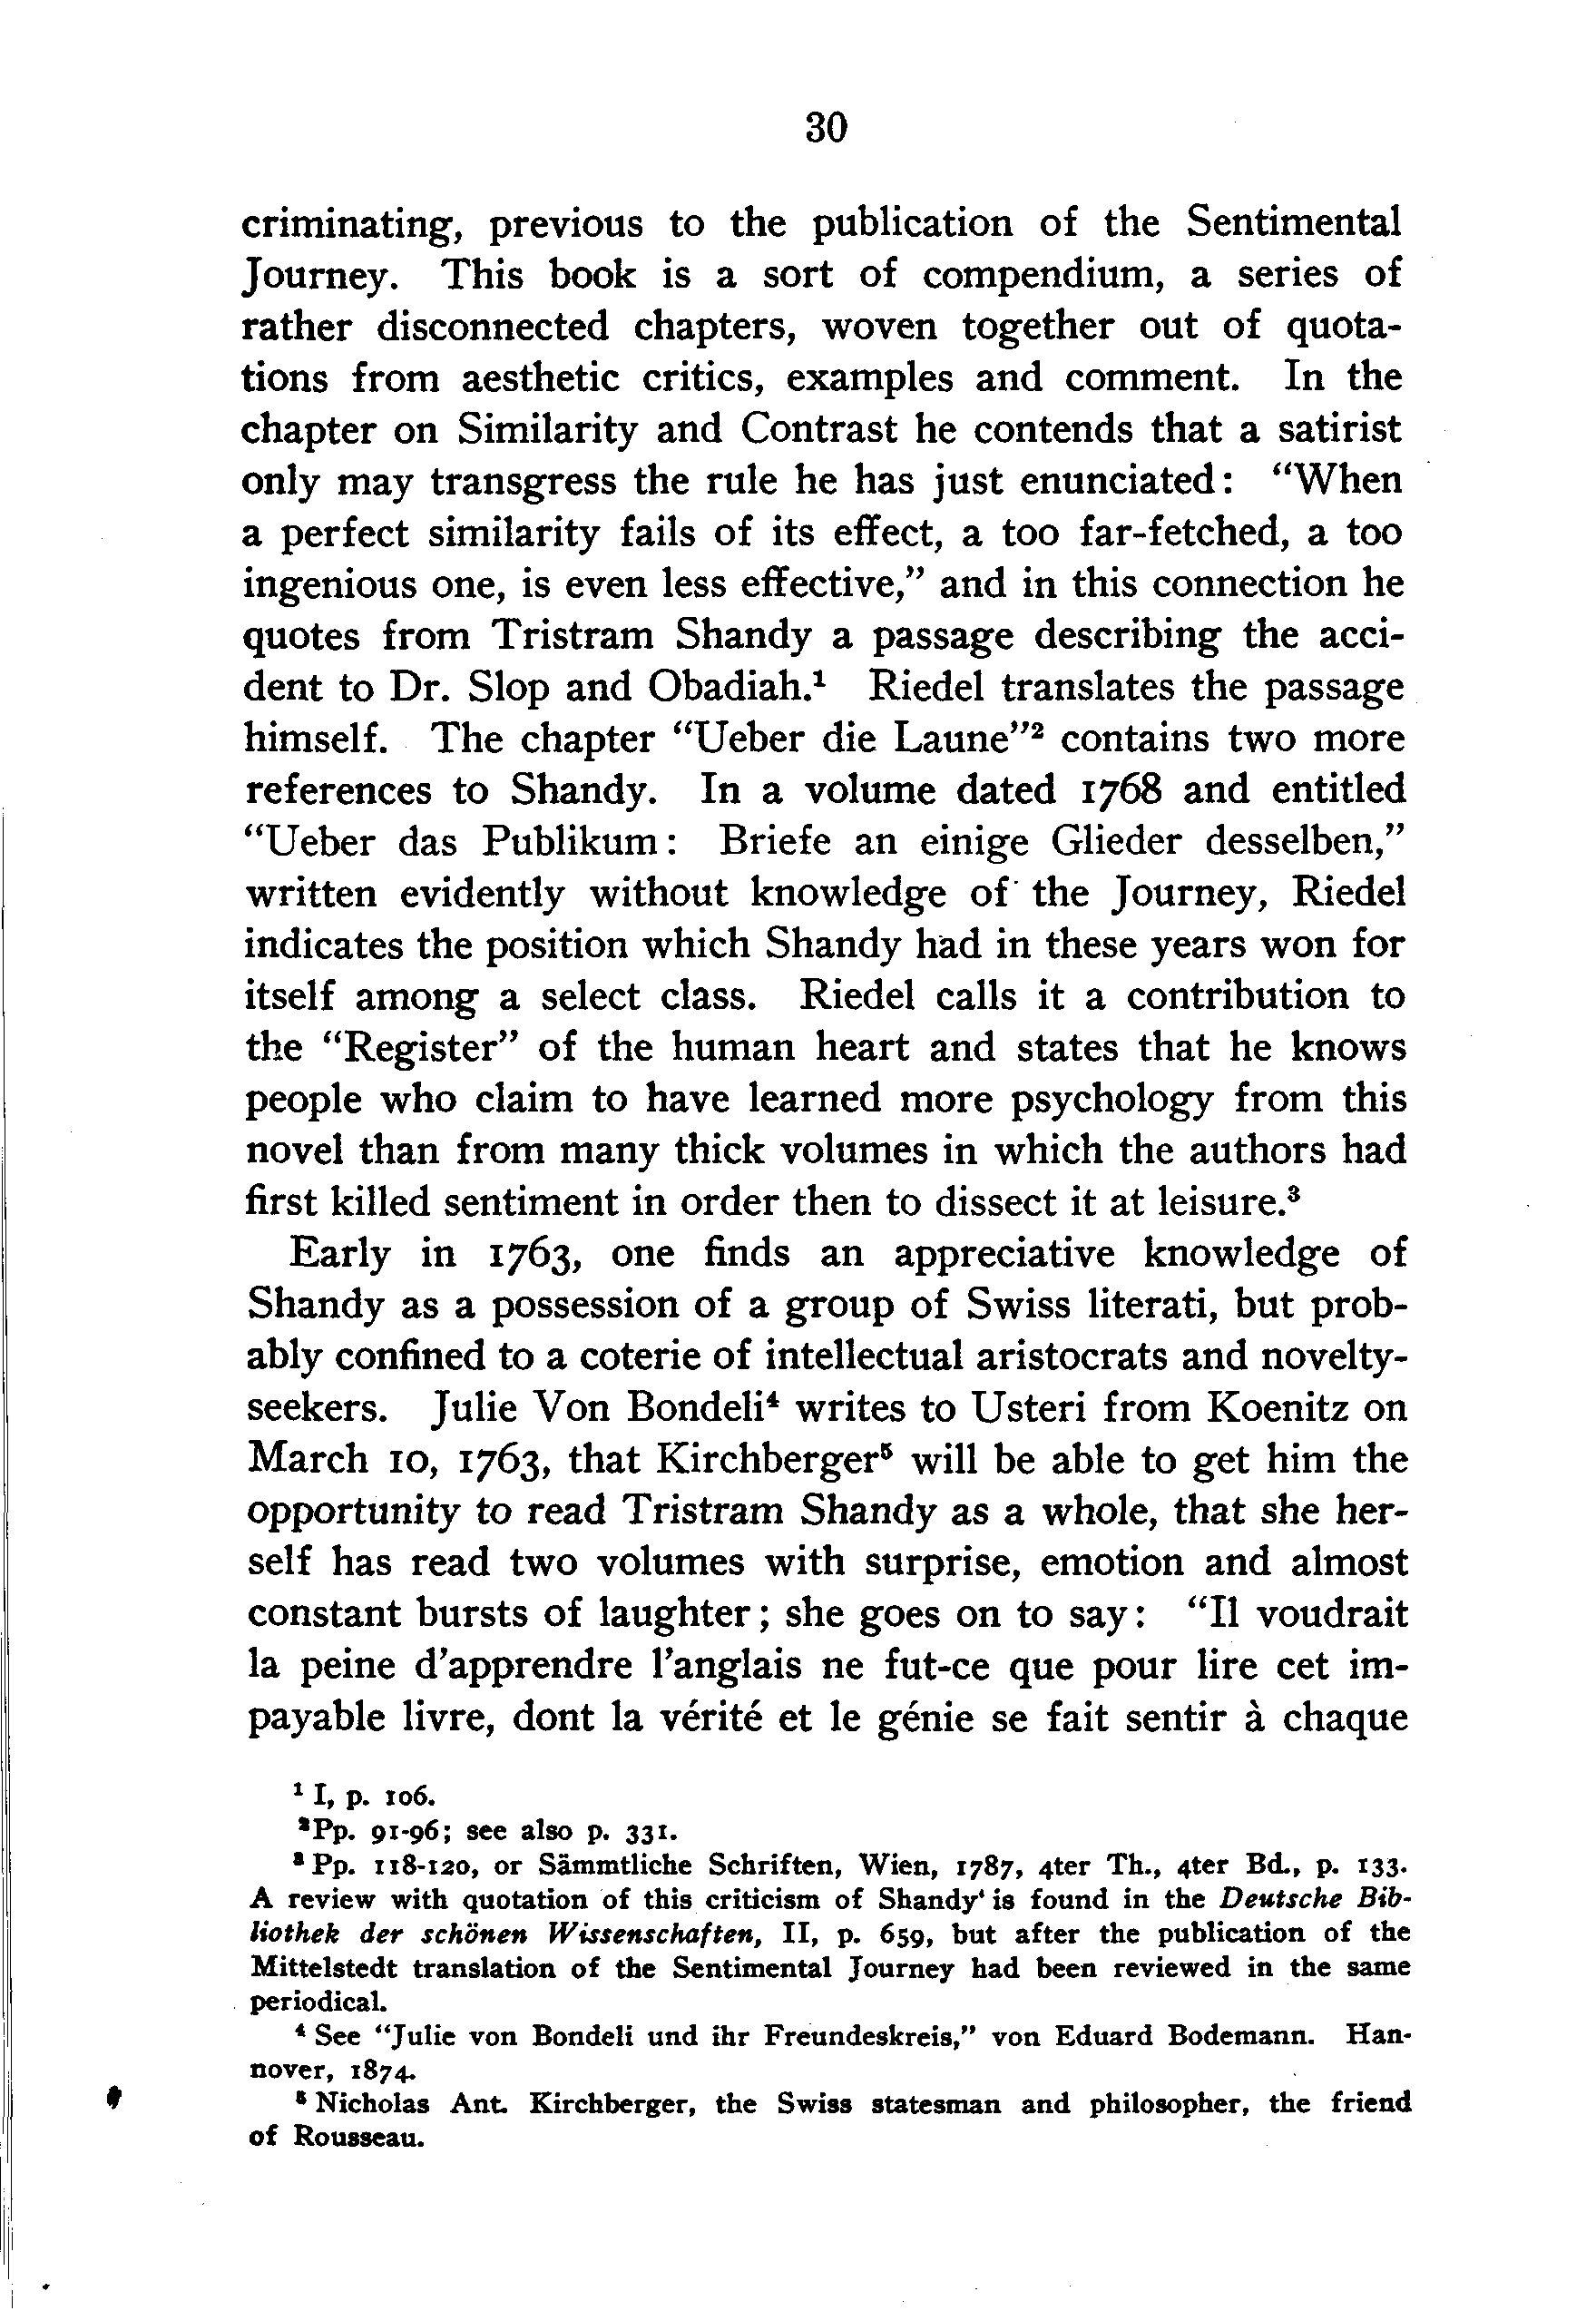 30
criminating, previous to the publication of the Sentimental
Journey. This book is a sort of compendium, a series of
rather disconnected chapters, woven together out of quota-
tions from aesthetic critics, examples and comment. In the
chapter on Similarity and Contrast he contends that a satirist
only may transgress the rule he has just enunciated: "When
a perfect similarity fails of its effect, a too far-fetched, a too
ingenious one, is even less effective," and in this connection he
quotes from Tristram Shandy a passage describing the acci-
dent to Dr. Slop and Obadiah.¹ Riedel translates the passage
himself. The chapter "Ueber die Laune"² contains two more
references to Shandy. In a volume dated 1768 and entitled
"Ueber das Publikum: Briefe an einige Glieder desselben,"
written evidently without knowledge of the Journey, Riedel
indicates the position which Shandy had in these years won for
itself among a select class. Riedel calls it a contribution to
the "Register" of the human heart and states that he knows
people who claim to have learned more psychology from this
novel than from many thick volumes in which the authors had
first killed sentiment in order then to dissect it at leisure.³
Early in 1763, one finds an appreciative knowledge of
Shandy as a possession of a group of Swiss literati, but prob-
ably confined to a coterie of intellectual aristocrats and novelty-
seekers. Julie Von Bondeli⁴ writes to Usteri from Koenitz on
March 10, 1763, that Kirchberger⁵ will be able to get him the
opportunity to read Tristram Shandy as a whole, that she her-
self has read two volumes with surprise, emotion and almost
constant bursts of laughter; she goes on to say: "Il voudrait
la peine d'apprendre l'anglais ne fut-ce que pour lire cet im-
payable livre, dont la vérité et le génie se fait sentir à chaque
¹ I, p. 106.
²Pp. 91-96; see also p. 331.
³ Pp. 118-120, or Sämmtliche Schriften, Wien, 1787, 4ter Th., 4ter Bd., p. 133.
A review with quotation of this criticism of Shandy is found in the Deutsche Bib-
liothek der schönen Wissenschaften, II, p. 659, but after the publication of the
Mittelstedt translation of the Sentimental Journey had been reviewed in the same
periodical.
⁴ See "Julie von Bondeli und ihr Freundeskreis," von Eduard Bodemann. Han-
nover, 1874.
⁵ Nicholas Ant. Kirchberger, the Swiss statesman and philosopher, the friend
of Rousseau.